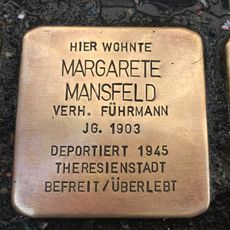 HIER WOHNTE
MARGARETE
MANSFELD
VERH. FÜHRMANN
JG. 1903
DEPORTIERT 1945
THERESIENSTADT
BEFREIT/ÜBERLEBT